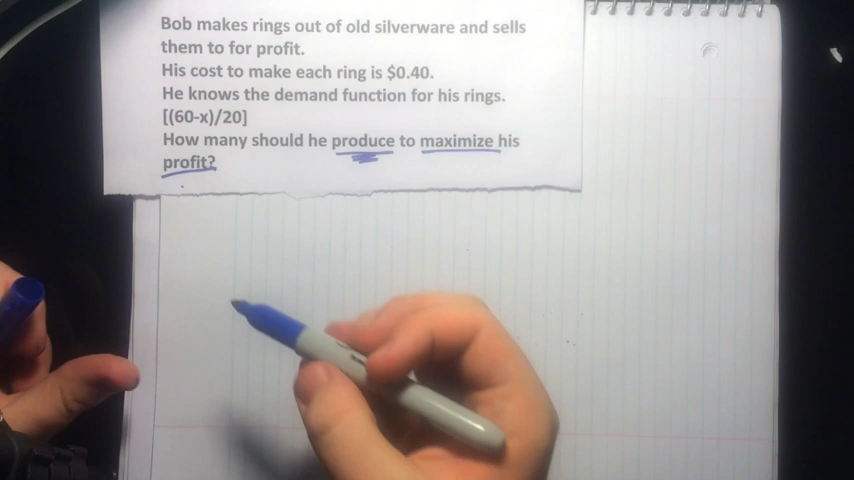 Bob makes rings out of old silverware and sells
them to for profit.
His cost to make each ring is $0.40.
He knows the demand function for his rings.
[(60-x)/20]
How many should he produce to maximize his
profit?